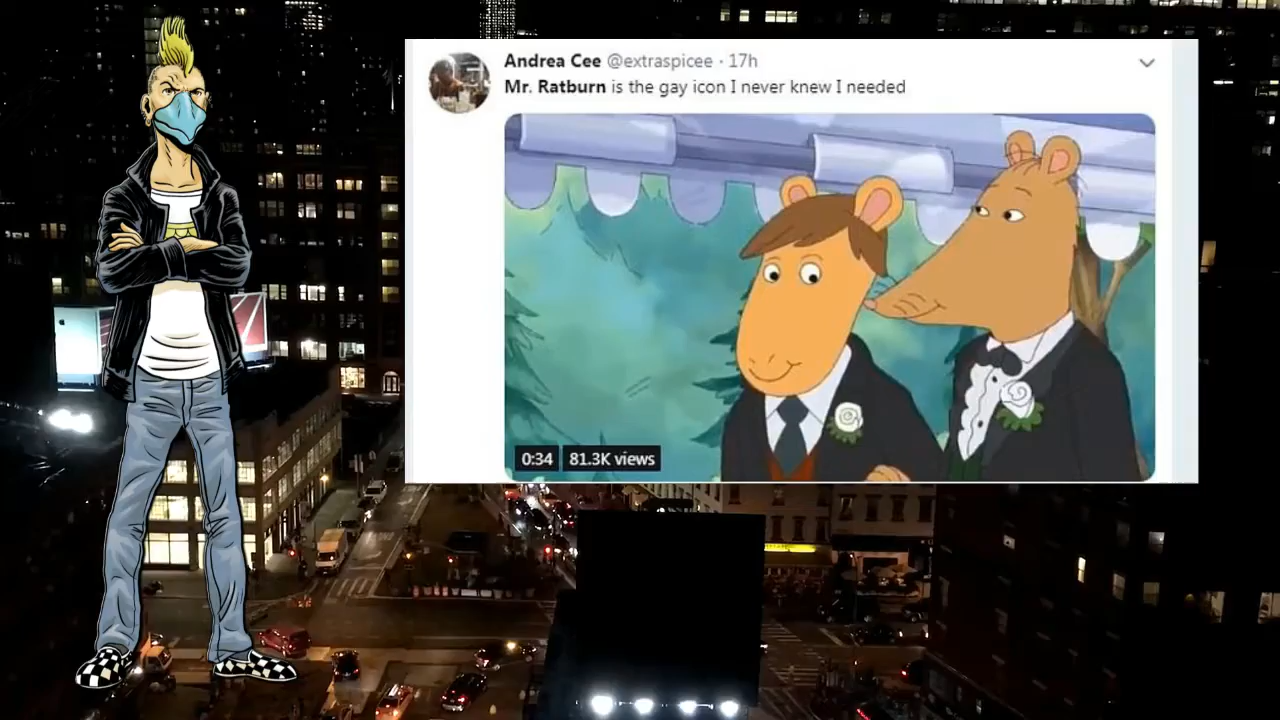 Andrea Cee @extraspicee · 17h
Mr. Ratburn is the gay icon I never knew I needed
0:34 81.3K views